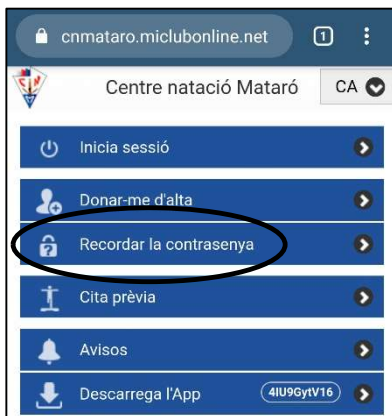 cnmataro.miclubonline.net 1
Centre natació Mataró CA
Inicia sessió
Donar-me d'alta
Recordar la contrasenya
Cita prèvia
Avisos
Descarrega l'App 4IU9GytV16